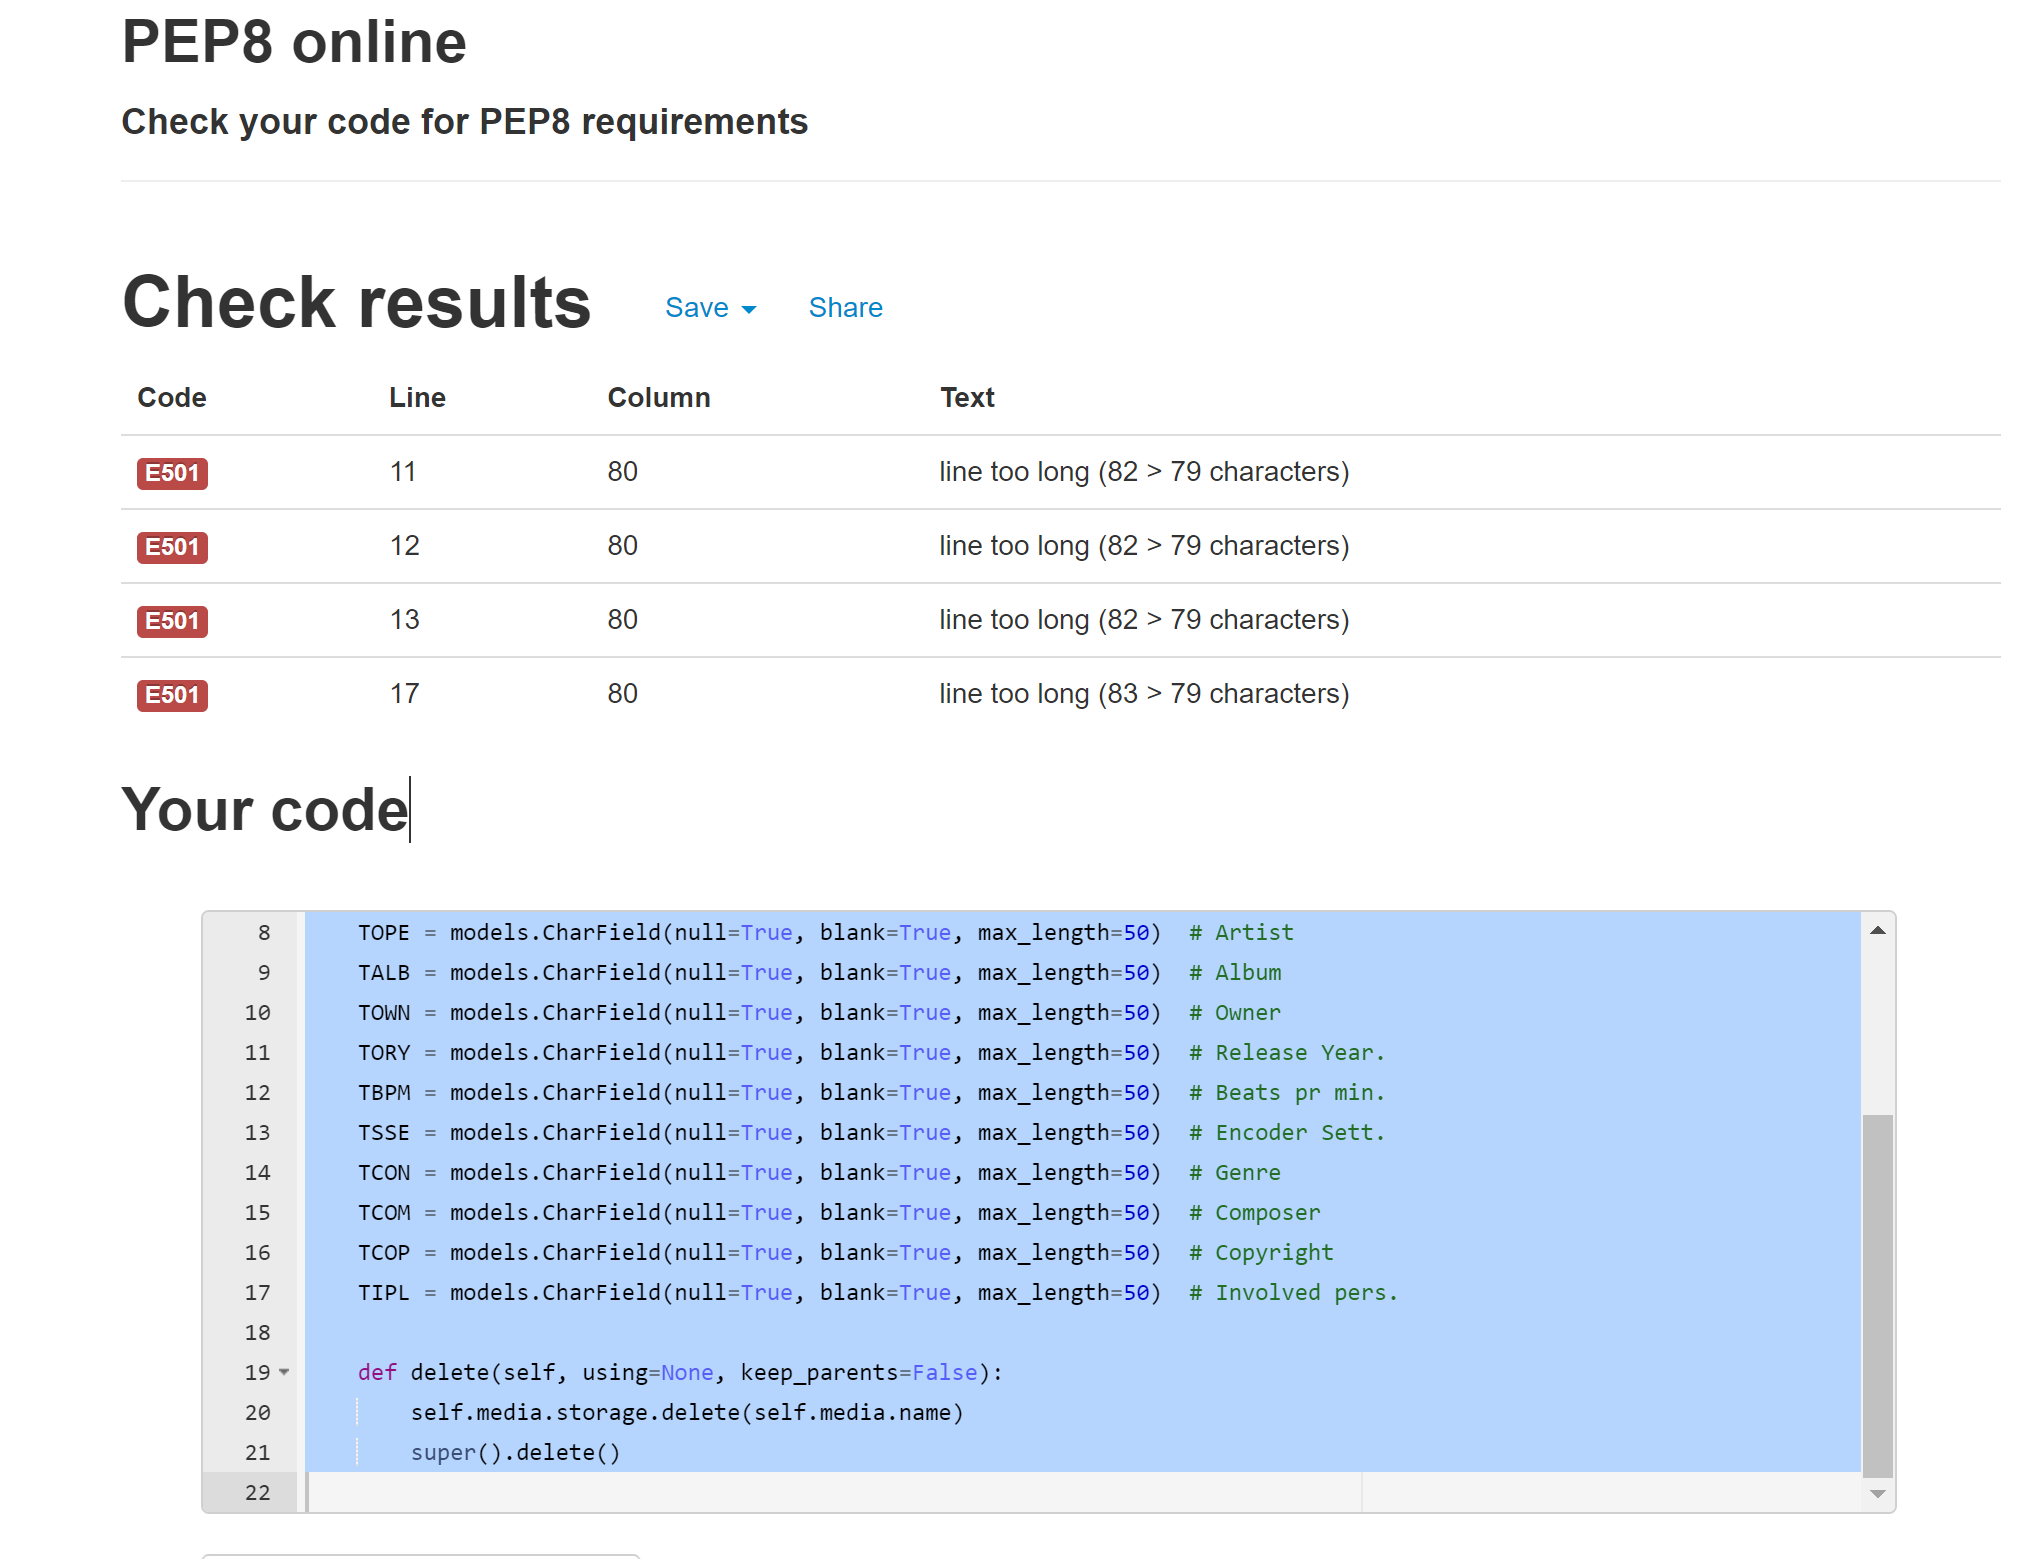 PEP8 online
Check your code for PEP8 requirements
Check results Save Share
Code Line Column Text
E501 11 80 line too long (82 > 79 characters)
E501 12 80 line too long (82 > 79 characters)
E501 13 80 line too long (82 > 79 characters)
E501 17 80 line too long (83 > 79 characters)
Your code
8 TOPE = models.CharField(null=True, blank=True, max_length=50)  # Artist
9 TALB = models.CharField(null=True, blank=True, max_length=50)  # Album
10 TOWN = models.CharField(null=True, blank=True, max_length=50)  # Owner
11 TORY = models.CharField(null=True, blank=True, max_length=50)  # Release Year.
12 TBPM = models.CharField(null=True, blank=True, max_length=50)  # Beats pr min.
13 TSSE = models.CharField(null=True, blank=True, max_length=50)  # Encoder Sett.
14 TCON = models.CharField(null=True, blank=True, max_length=50)  # Genre
15 TCOM = models.CharField(null=True, blank=True, max_length=50)  # Composer
16 TCOP = models.CharField(null=True, blank=True, max_length=50)  # Copyright
17 TIPL = models.CharField(null=True, blank=True, max_length=50)  # Involved pers.
18
19 def delete(self, using=None, keep_parents=False):
20 self.media.storage.delete(self.media.name)
21 super().delete()
22